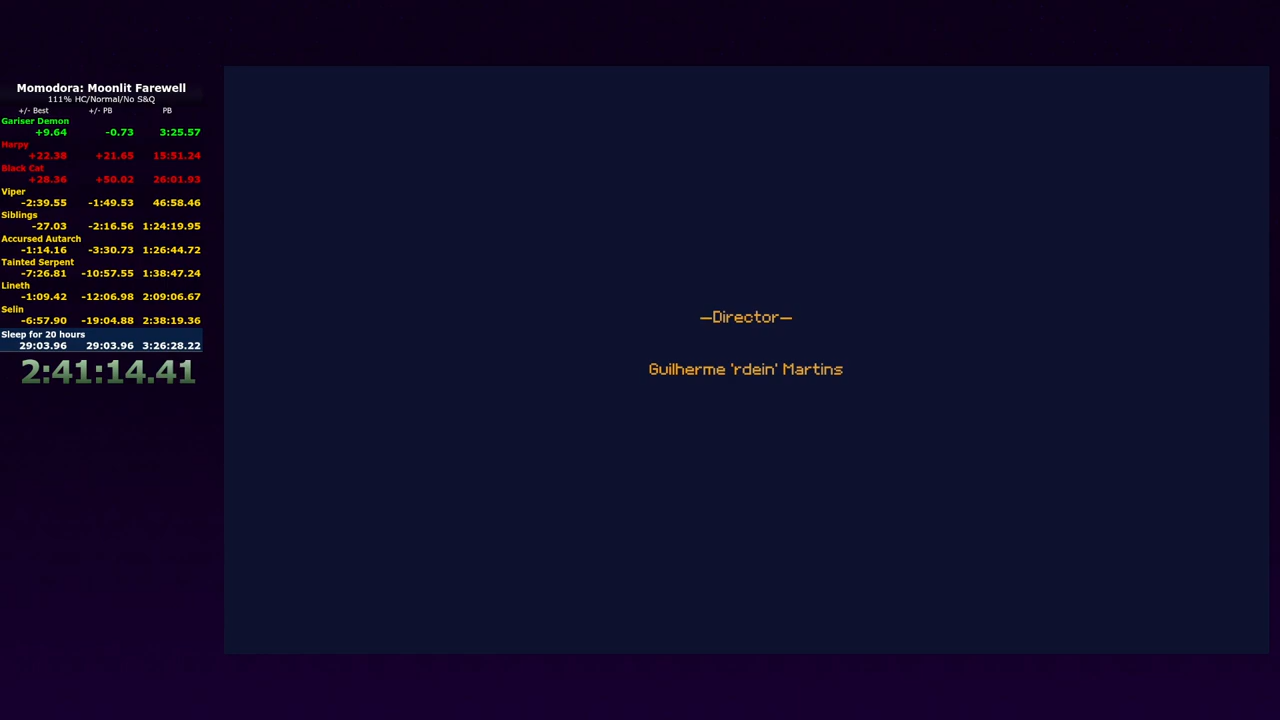 Momodora: Moonlit Farewell
111% HC/Normal/No S&Q
+/- Best +/- PB PB
Gariser Demon
+9.64 -0.73 3:25.57
Harpy
+22.38 +21.65 15:51.24
Black Cat
+28.36 +50.02 26:01.93
Viper
-2:39.55 -1:49.53 46:58.46
Siblings
-27.03 -2:16.56 1:24:19.95
Accursed Autarch
-1:14.16 -3:30.73 1:26:44.72
Tainted Serpent
-7:26.81 -10:57.55 1:38:47.24
Lineth
-1:09.42 -12:06.98 2:09:06.67
Selin
-6:57.90 -19:04.88 2:38:19.36
Sleep for 20 hours
29:03.96 29:03.96 3:26:28.22
2:41:14.41
—Director—
Guilherme 'rdein' Martins